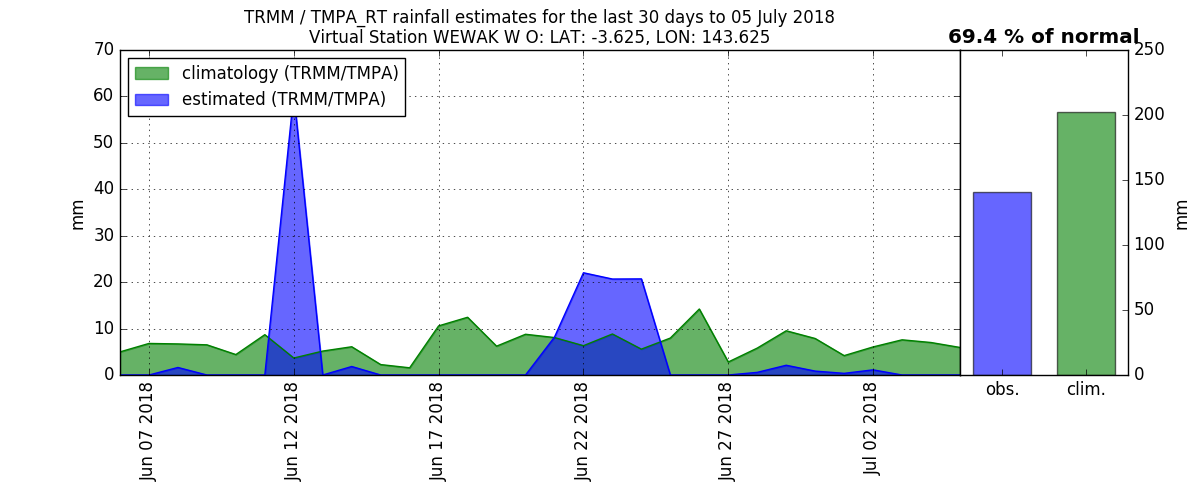 TRMM / TMPA_RT rainfall estimates for the last 30 days to 05 July 2018
Virtual Station WEWAK W O: LAT: -3.625, LON: 143.625
69.4 % of normal
climatology (TRMM/TMPA)
estimated (TRMM/TMPA)
70
60
50
40
30
20
10
0
mm
Jun 07 2018
Jun 12 2018
Jun 17 2018
Jun 22 2018
Jun 27 2018
Jul 02 2018
obs.
clim.
250
200
150
100
50
0
mm